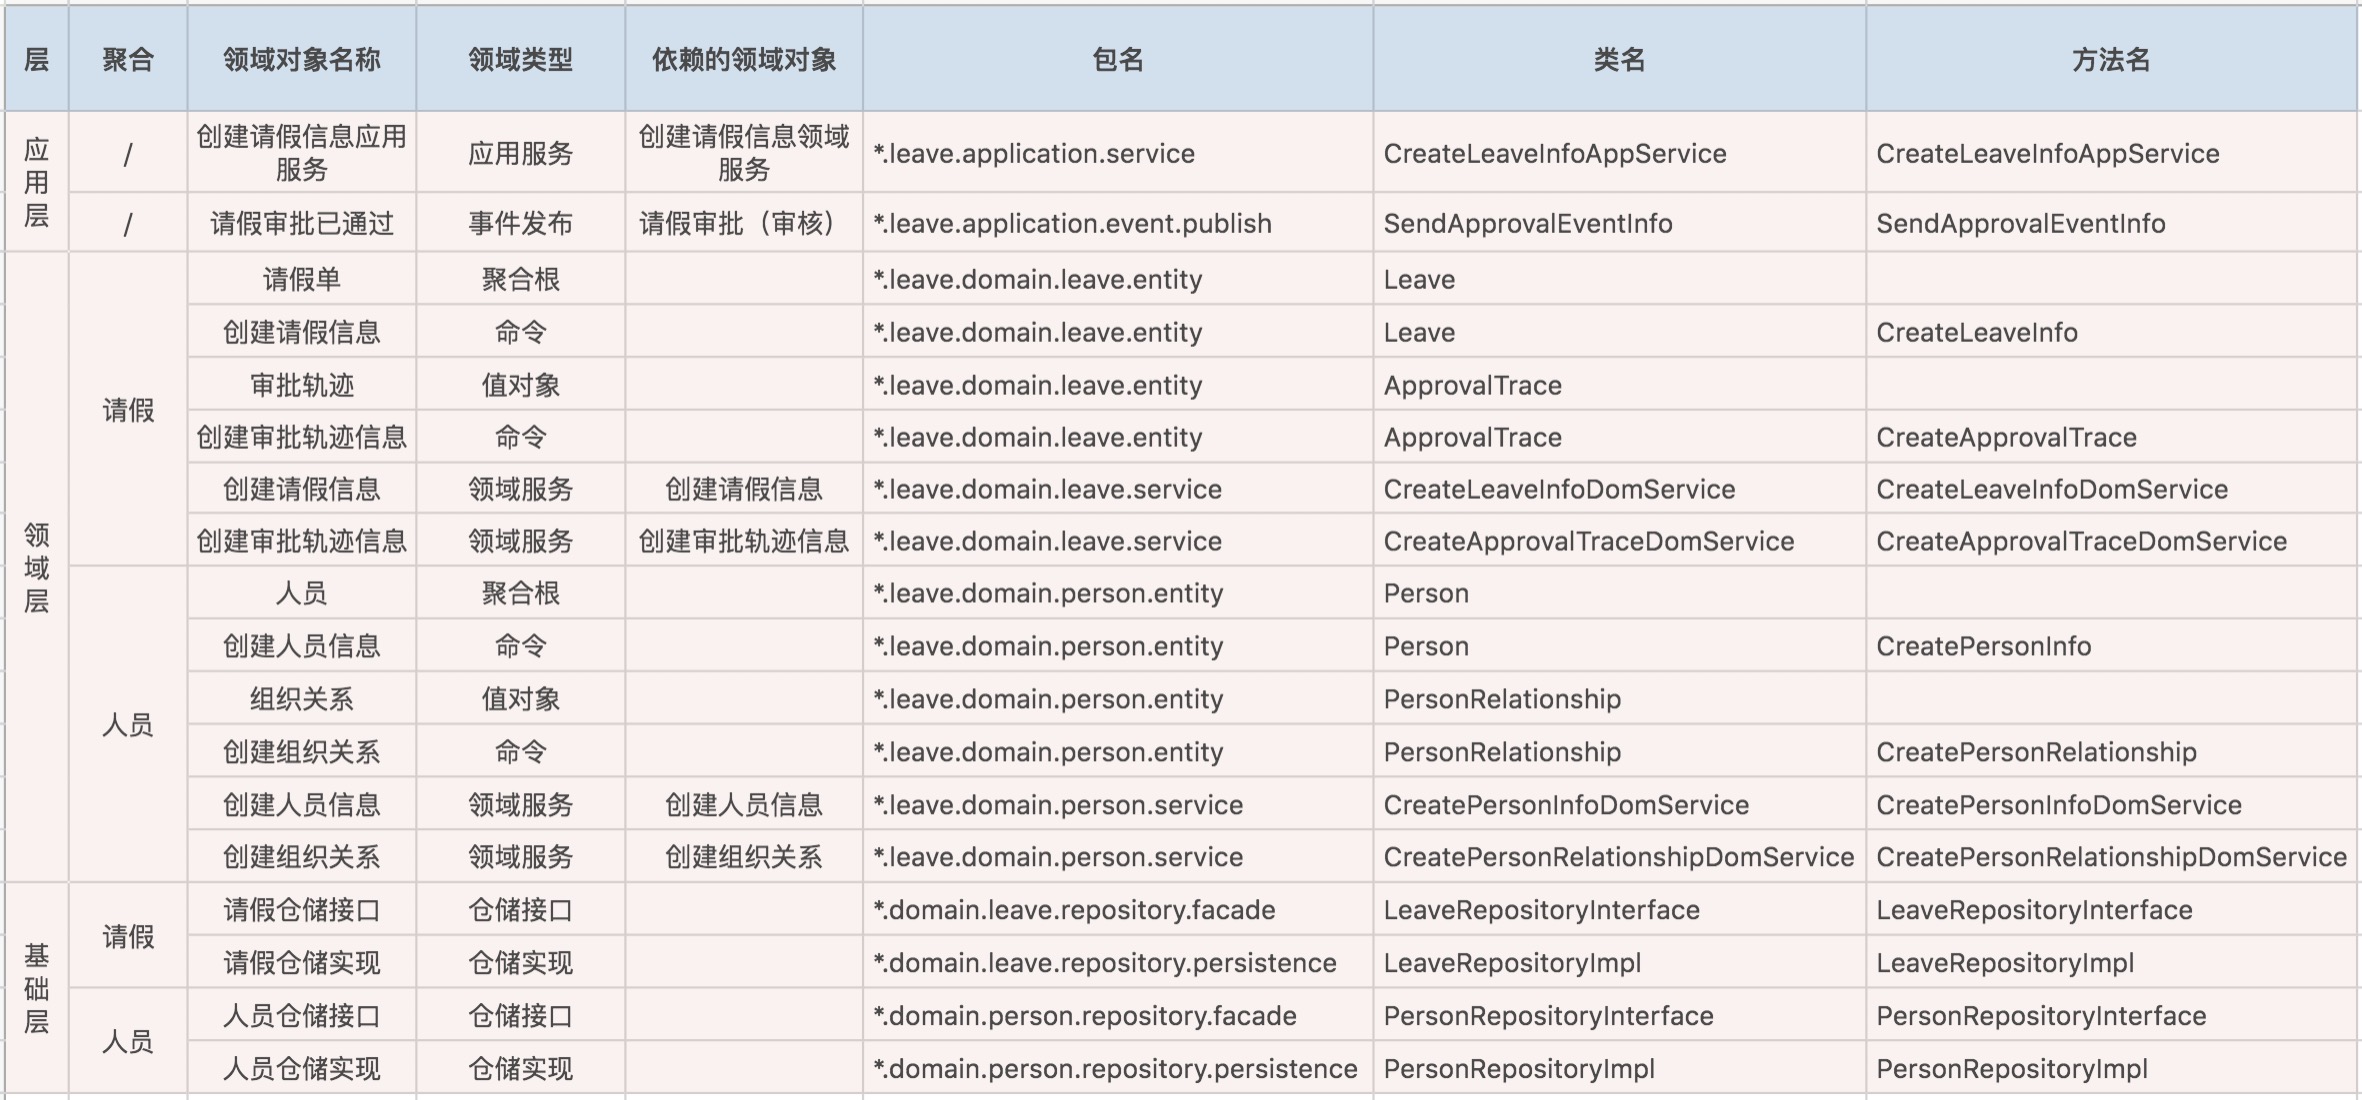 层 聚合 领域对象名称 领域类型 依赖的领域对象 包名 类名 方法名
应用层 / 创建请假信息应用服务 应用服务 创建请假信息领域服务 *.leave.application.service CreateLeaveInfoAppService CreateLeaveInfoAppService
/ 请假审批已通过 事件发布 请假审批（审核） *.leave.application.event.publish SendApprovalEventInfo SendApprovalEventInfo
领域层 请假 请假单 聚合根 *.leave.domain.leave.entity Leave
创建请假信息 命令 *.leave.domain.leave.entity Leave CreateLeaveInfo
审批轨迹 值对象 *.leave.domain.leave.entity ApprovalTrace
创建审批轨迹信息 命令 *.leave.domain.leave.entity ApprovalTrace CreateApprovalTrace
创建请假信息 领域服务 创建请假信息 *.leave.domain.leave.service CreateLeaveInfoDomService CreateLeaveInfoDomService
创建审批轨迹信息 领域服务 创建审批轨迹信息 *.leave.domain.leave.service CreateApprovalTraceDomService CreateApprovalTraceDomService
人员 人员 聚合根 *.leave.domain.person.entity Person
创建人员信息 命令 *.leave.domain.person.entity Person CreatePersonInfo
组织关系 值对象 *.leave.domain.person.entity PersonRelationship
创建组织关系 命令 *.leave.domain.person.entity PersonRelationship CreatePersonRelationship
创建人员信息 领域服务 创建人员信息 *.leave.domain.person.service CreatePersonInfoDomService CreatePersonInfoDomService
创建组织关系 领域服务 创建组织关系 *.leave.domain.person.service CreatePersonRelationshipDomService CreatePersonRelationshipDomService
基础层 请假 请假仓储接口 仓储接口 *.domain.leave.repository.facade LeaveRepositoryInterface LeaveRepositoryInterface
请假仓储实现 仓储实现 *.domain.leave.repository.persistence LeaveRepositoryImpl LeaveRepositoryImpl
人员 人员仓储接口 仓储接口 *.domain.person.repository.facade PersonRepositoryInterface PersonRepositoryInterface
人员仓储实现 仓储实现 *.domain.person.repository.persistence PersonRepositoryImpl PersonRepositoryImpl